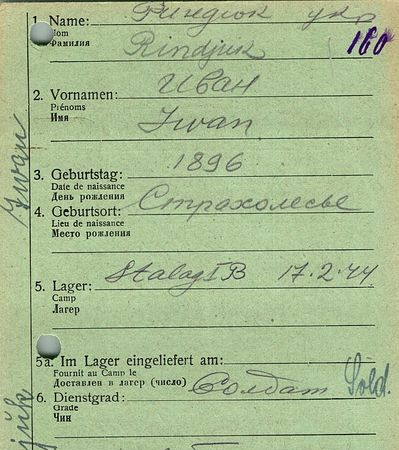 1. Name: Риндюк укр
Nom
Фамилия Rindjuk 160
Иван
2. Vornamen:
Prénoms
Имя Iwan
1896
3. Geburtstag:
Date de naissance
День рождения
4. Geburtsort: Страхолесье
Lieu de naissance
Место рождения
5. Lager: Stalag I B 17.2.44
Camp
Лагер
5a. Im Lager eingeliefert am:
Fournit au Camp le
Доставлен в лагер (число) Солдат Sold.
6. Dienstgrad:
Grade
Чин
Iwan